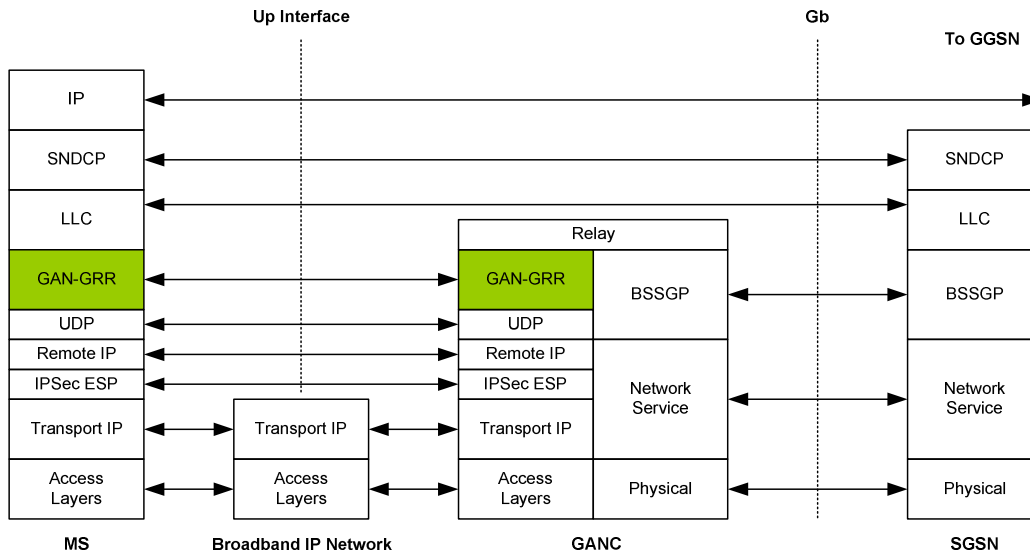 Up Interface
Gb
To GGSN
IP
SNDCP
SNDCP
LLC
LLC
Relay
GAN-GRR
GAN-GRR
BSSGP
BSSGP
UDP
UDP
Remote IP
Remote IP
IPSec ESP
IPSec ESP
Network
Service
Network
Service
Transport IP
Transport IP
Transport IP
Access
Layers
Access
Layers
Access
Layers
Physical
Physical
MS
Broadband IP Network
GANC
SGSN